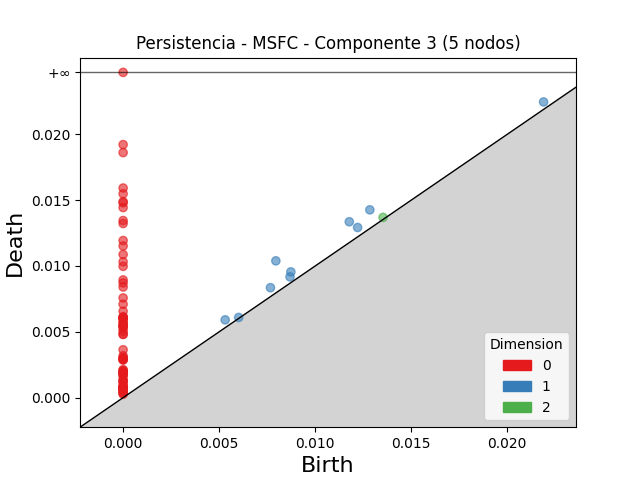 Persistencia - MSFC - Componente 3 (5 nodos)
+∞
0.020
0.015
0.010
0.005
0.000
Death
Dimension
0
1
2
0.000 0.005 0.010 0.015 0.020
Birth